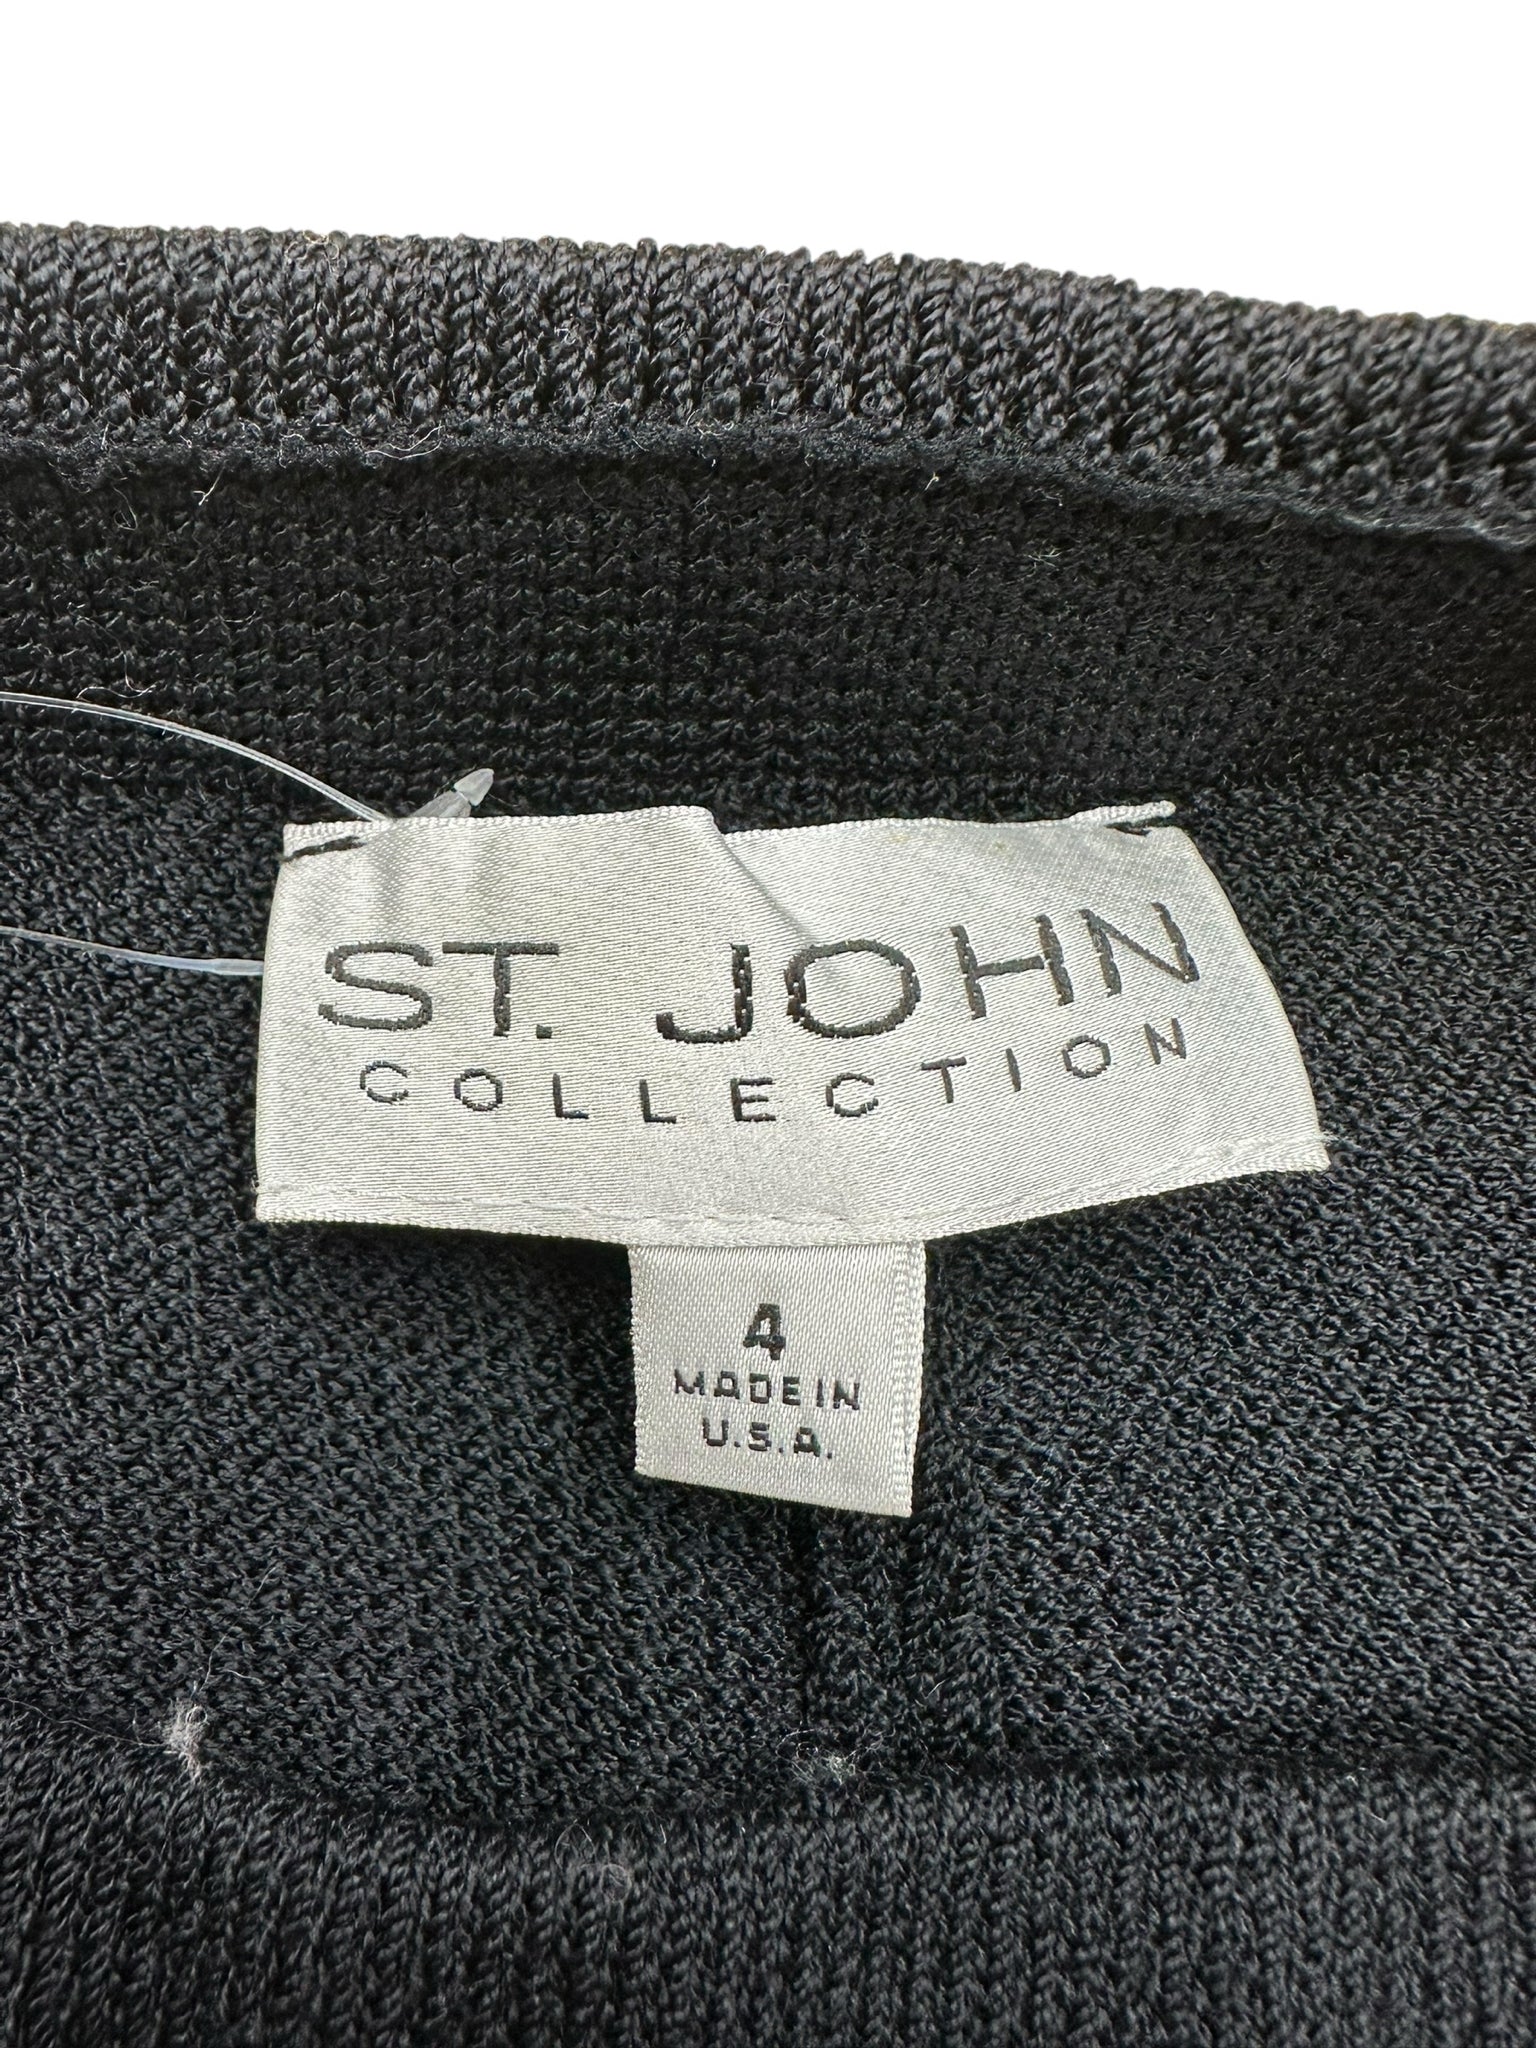 ST. JOHN
COLLECTION
4
MADE IN
U.S.A.